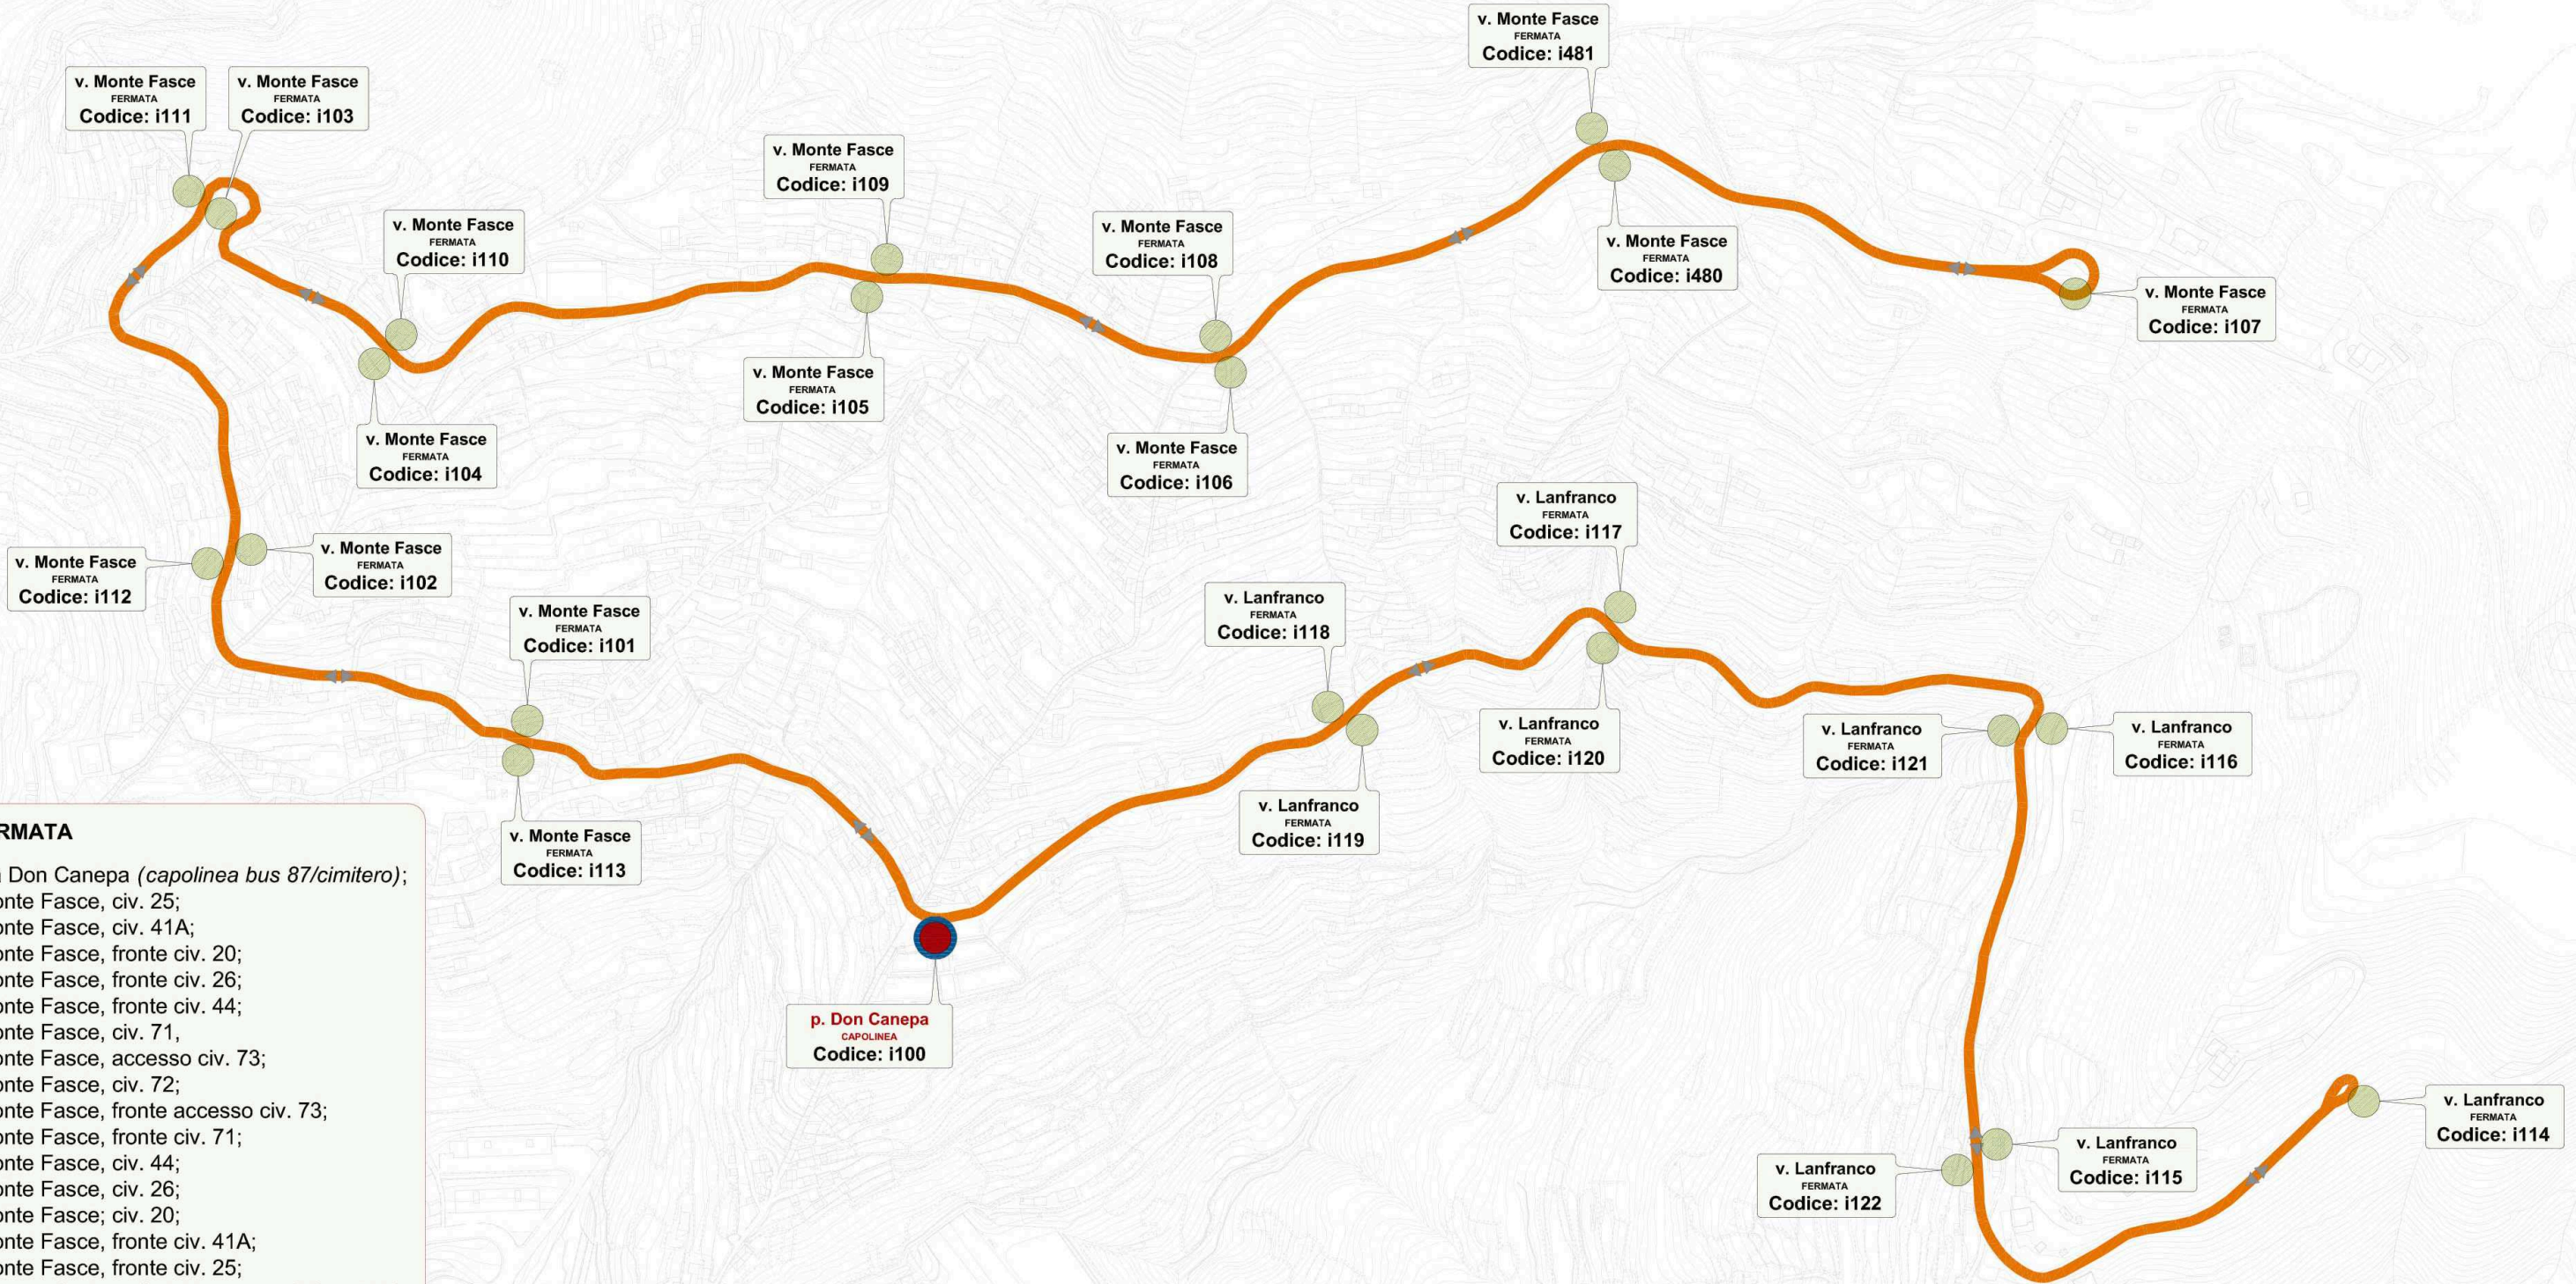 v. Monte Fasce
FERMATA
Codice: i481
v. Monte Fasce
FERMATA
Codice: i111
v. Monte Fasce
FERMATA
Codice: i103
v. Monte Fasce
FERMATA
Codice: i109
v. Monte Fasce
FERMATA
Codice: i110
v. Monte Fasce
FERMATA
Codice: i108
v. Monte Fasce
FERMATA
Codice: i480
v. Monte Fasce
FERMATA
Codice: i107
v. Monte Fasce
FERMATA
Codice: i105
v. Monte Fasce
FERMATA
Codice: i104
v. Monte Fasce
FERMATA
Codice: i106
v. Lanfranco
FERMATA
Codice: i117
v. Monte Fasce
FERMATA
Codice: i112
v. Monte Fasce
FERMATA
Codice: i102
v. Monte Fasce
FERMATA
Codice: i101
v. Lanfranco
FERMATA
Codice: i118
v. Lanfranco
FERMATA
Codice: i120
v. Lanfranco
FERMATA
Codice: i121
v. Lanfranco
FERMATA
Codice: i116
v. Lanfranco
FERMATA
Codice: i119
v. Monte Fasce
FERMATA
Codice: i113
p. Don Canepa
CAPOLINEA
Codice: i100
v. Lanfranco
FERMATA
Codice: i114
v. Lanfranco
FERMATA
Codice: i115
v. Lanfranco
FERMATA
Codice: i122
RMATA
a Don Canepa (capolinea bus 87/cimitero);
onte Fasce, civ. 25;
onte Fasce, civ. 41A;
onte Fasce, fronte civ. 20;
onte Fasce, fronte civ. 26;
onte Fasce, fronte civ. 44;
onte Fasce, civ. 71,
onte Fasce, accesso civ. 73;
onte Fasce, civ. 72;
onte Fasce, fronte accesso civ. 73;
onte Fasce, fronte civ. 71;
onte Fasce, civ. 44;
onte Fasce, civ. 26;
onte Fasce; civ. 20;
onte Fasce, fronte civ. 41A;
onte Fasce, fronte civ. 25;